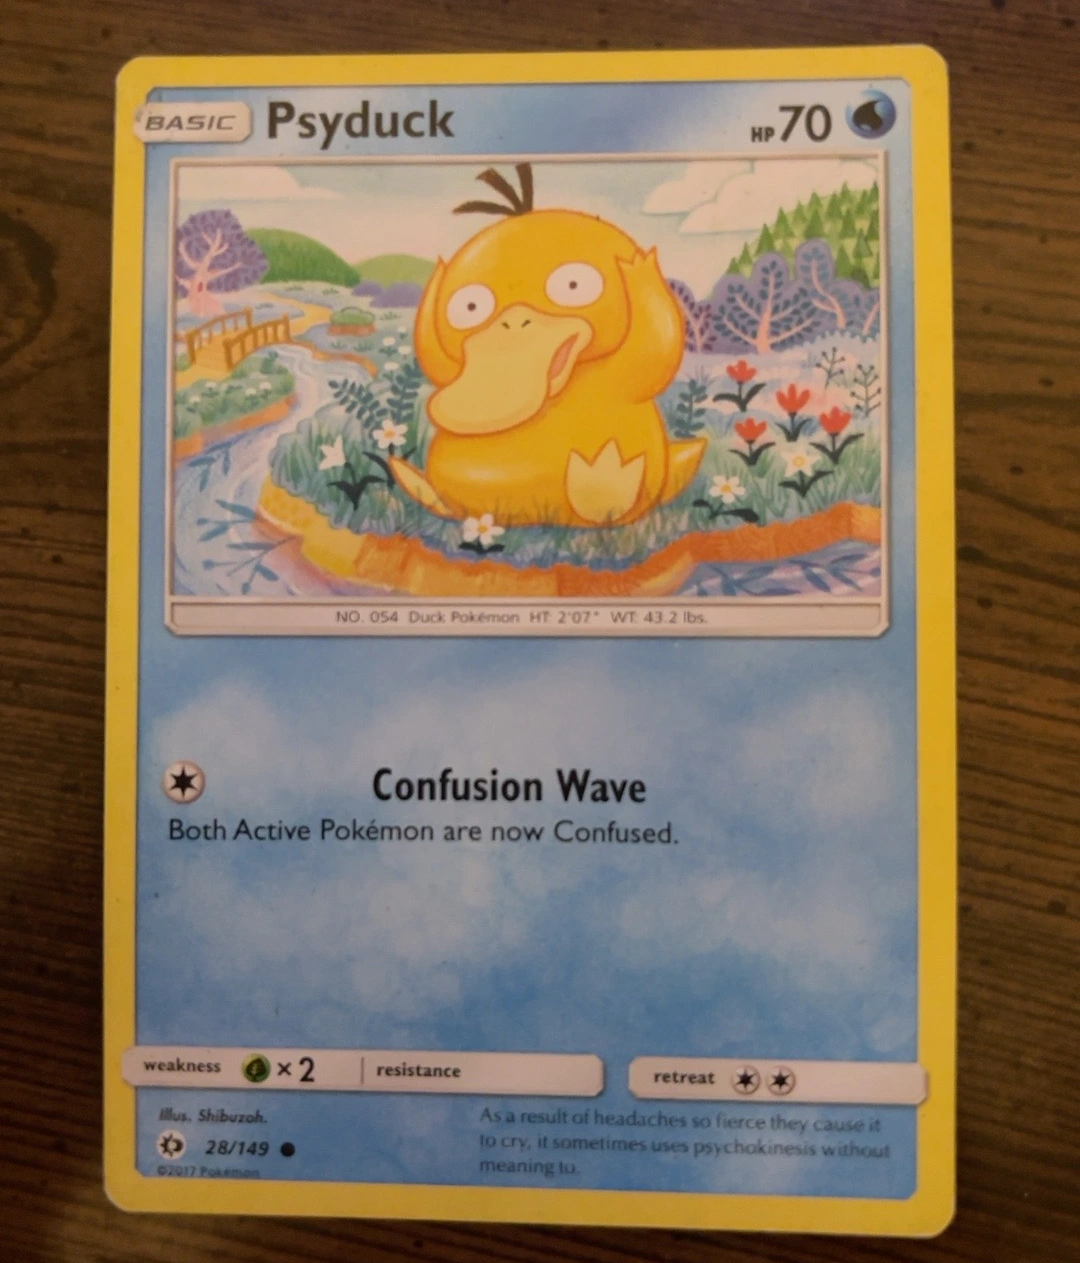 BASIC Psyduck HP 70
NO. 054 Duck Pokémon HT: 2'07" WT: 43.2 lbs.
Confusion Wave
Both Active Pokémon are now Confused.
weakness ×2 resistance retreat
Illus. Shibuzoh.
28/149
©2017 Pokémon
As a result of headaches so fierce they cause it
to cry, it sometimes uses psychokinesis without
meaning to.